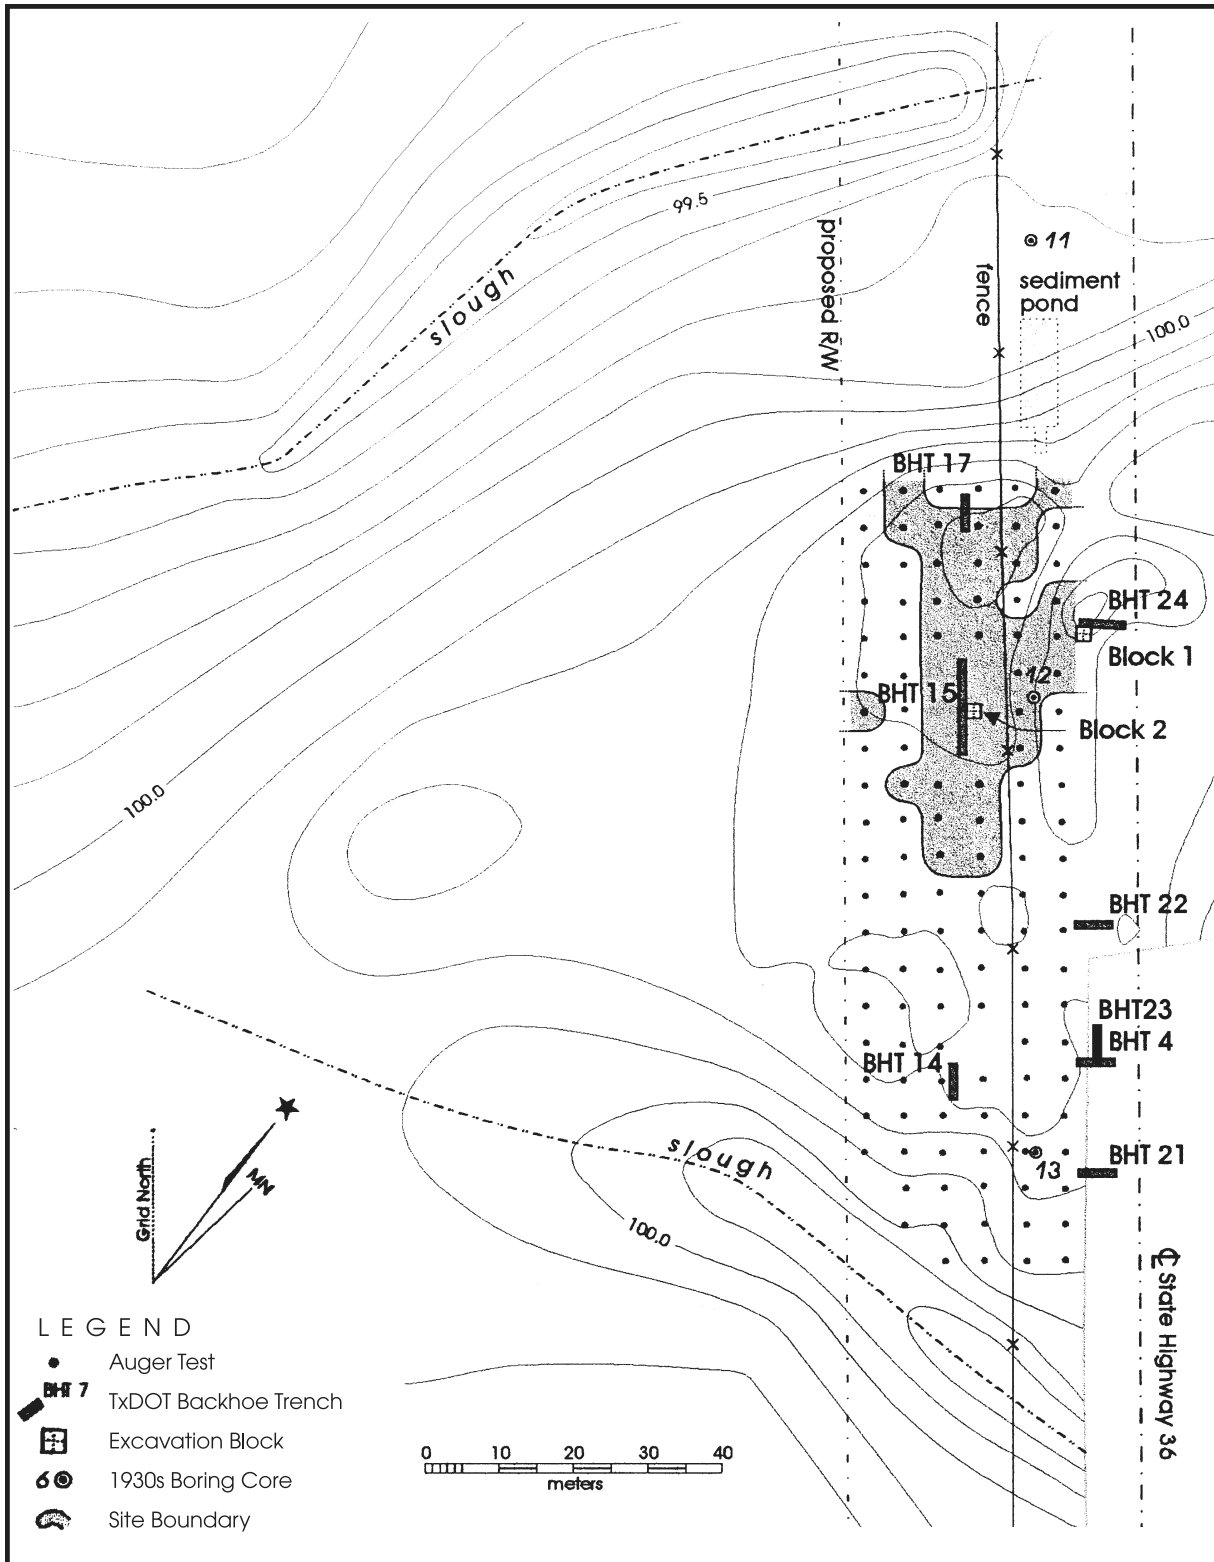 99.5
slough
proposed R/W
fence
11
sediment
pond
100.0
BHT 17
BHT 24
Block 1
12
BHT 15
Block 2
100.0
BHT 22
BHT23
BHT 4
BHT 14
slough
13
BHT 21
100.0
Grid North
MN
℄ State Highway 36
LEGEND
Auger Test
BHT 7
TxDOT Backhoe Trench
Excavation Block
6
1930s Boring Core
Site Boundary
0 10 20 30 40
meters